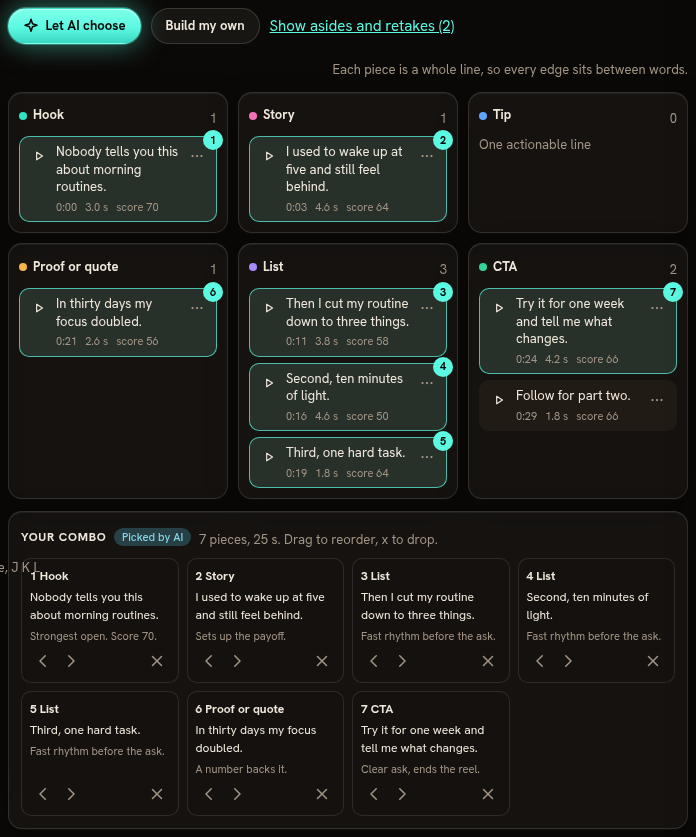 Let AI choose
Build my own
Show asides and retakes (2)
Each piece is a whole line, so every edge sits between words.
Hook
1
1
Nobody tells you this
about morning
routines.
0:00 3.0 s score 70
Story
1
2
I used to wake up at
five and still feel
behind.
0:03 4.6 s score 64
Tip
0
One actionable line
Proof or quote
1
6
In thirty days my
focus doubled.
0:21 2.6 s score 56
List
3
3
Then I cut my routine
down to three things.
0:11 3.8 s score 58
4
Second, ten minutes
of light.
0:16 4.6 s score 50
5
Third, one hard task.
0:19 1.8 s score 64
CTA
2
7
Try it for one week
and tell me what
changes.
0:24 4.2 s score 66
Follow for part two.
0:29 1.8 s score 66
YOUR COMBO
Picked by AI
7 pieces, 25 s. Drag to reorder, x to drop.
e, J K L
1 Hook
Nobody tells you this
about morning routines.
Strongest open. Score 70.
2 Story
I used to wake up at five
and still feel behind.
Sets up the payoff.
3 List
Then I cut my routine
down to three things.
Fast rhythm before the ask.
4 List
Second, ten minutes of
light.
Fast rhythm before the ask.
5 List
Third, one hard task.
Fast rhythm before the ask.
6 Proof or quote
In thirty days my focus
doubled.
A number backs it.
7 CTA
Try it for one week and
tell me what changes.
Clear ask, ends the reel.